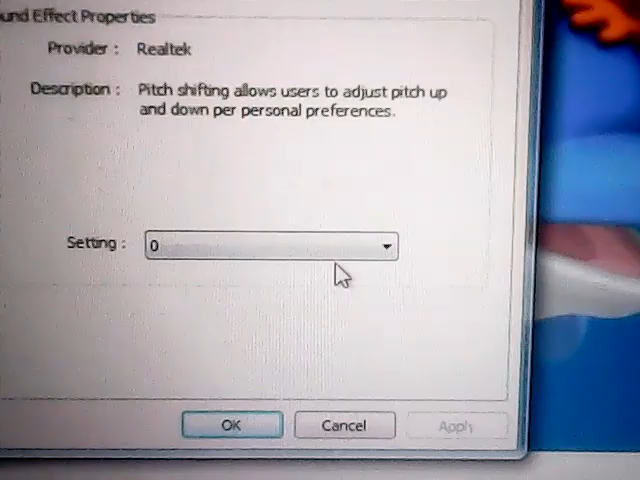 und Effect Properties
Provider : Realtek
Description : Pitch shifting allows users to adjust pitch up
and down per personal preferences.
Setting : 0
OK Cancel Apply